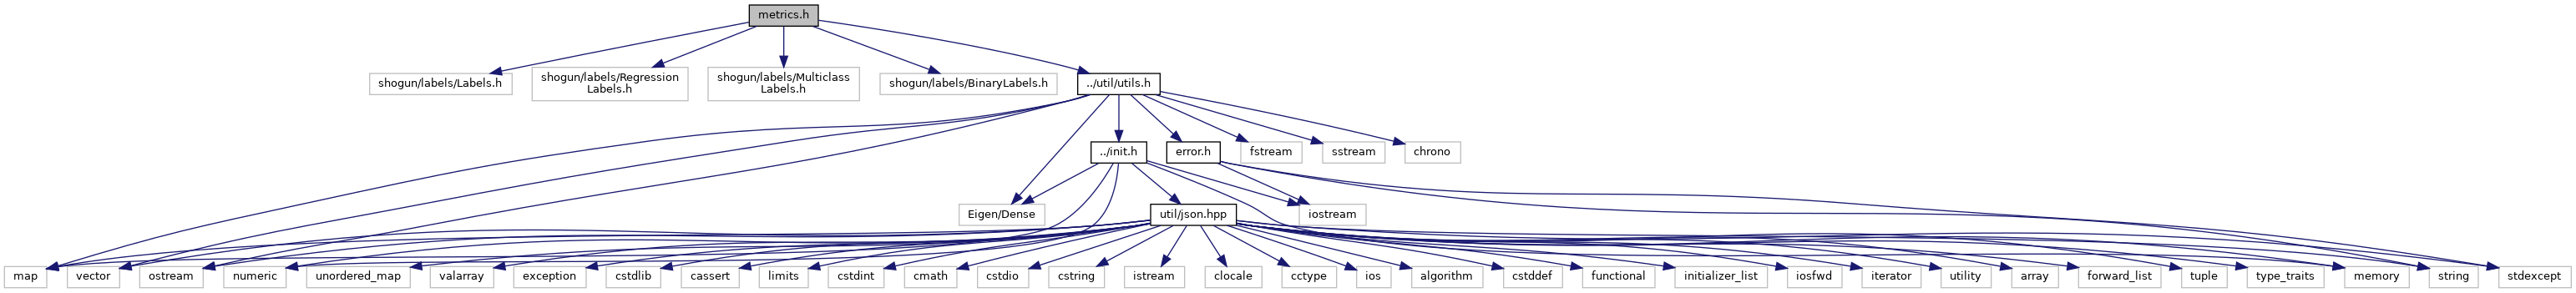 metrics.h
shogun/labels/Labels.h
shogun/labels/Regression
Labels.h
shogun/labels/Multiclass
Labels.h
shogun/labels/BinaryLabels.h
../util/utils.h
../init.h
error.h
fstream
sstream
chrono
Eigen/Dense
util/json.hpp
iostream
map
vector
ostream
numeric
unordered_map
valarray
exception
cstdlib
cassert
limits
cstdint
cmath
cstdio
cstring
istream
clocale
cctype
ios
algorithm
cstddef
functional
initializer_list
iosfwd
iterator
utility
array
forward_list
tuple
type_traits
memory
string
stdexcept